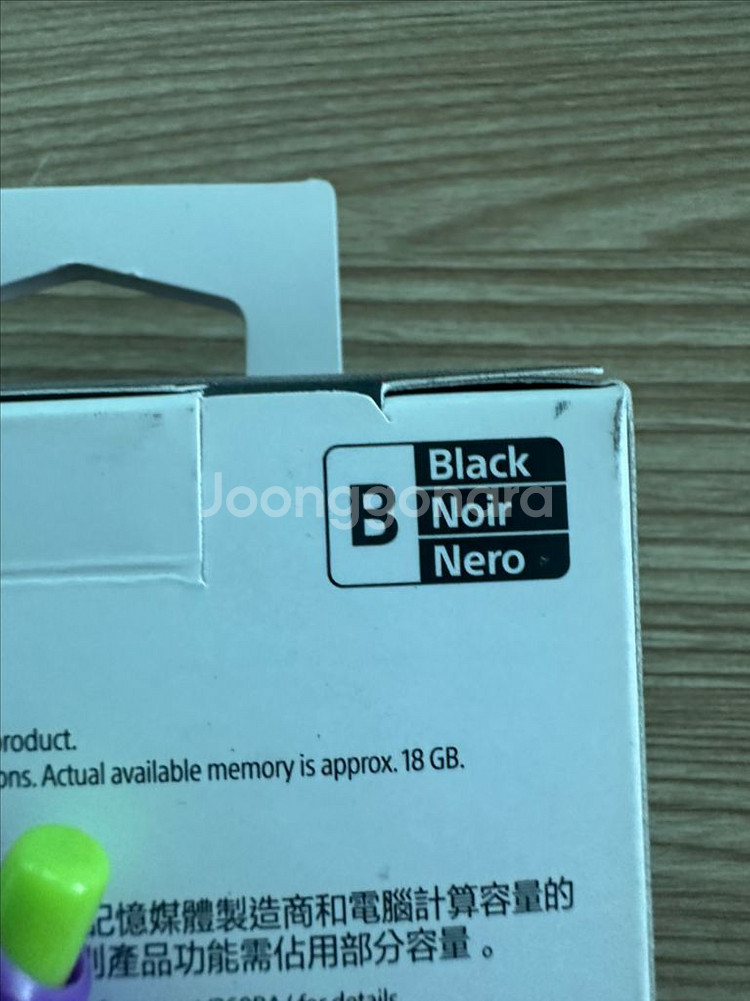 B
Black
Noir
Nero
Joonggonara
product.
ons. Actual available memory is approx. 18 GB.
記憶媒體製造商和電腦計算容量的
產品功能需佔用部分容量。
for details